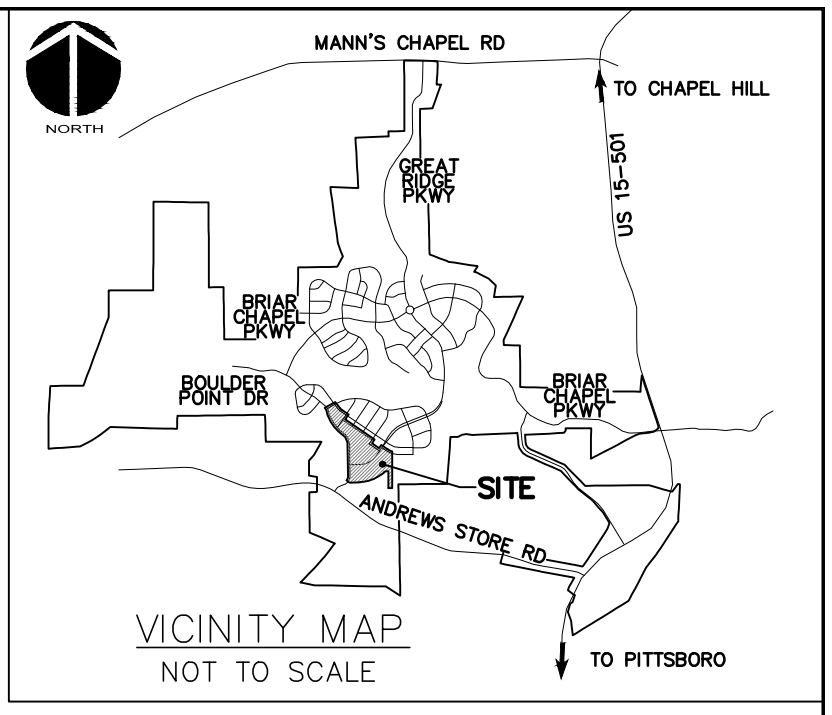 MANN'S CHAPEL RD
NORTH
TO CHAPEL HILL
US 15-501
GREAT
RIDGE
PKWY
BRIAR
CHAPEL
PKWY
BOULDER
POINT DR
BRIAR
CHAPEL
PKWY
SITE
ANDREWS STORE RD
VICINITY MAP
NOT TO SCALE
TO PITTSBORO